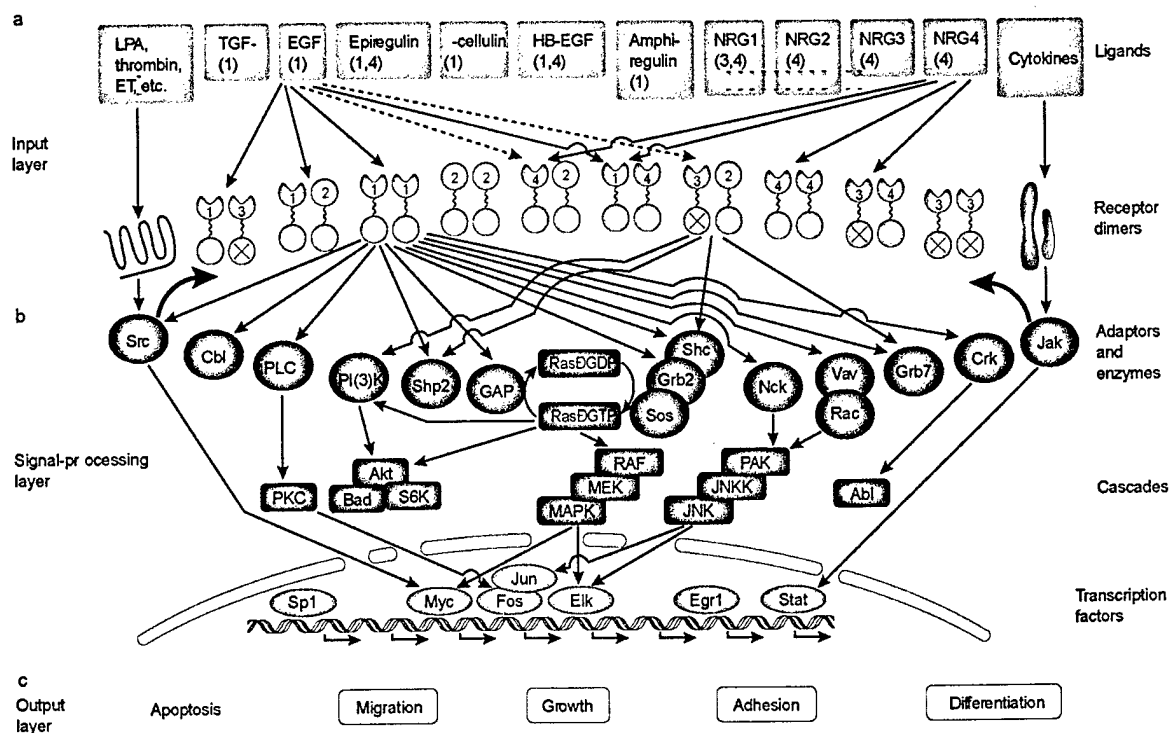 a
LPA,
thrombin,
ET-etc.
TGF-
(1)
EGF
(1)
Epiregulin
(1,4)
-cellulin
(1)
HB-EGF
(1,4)
Amphi-
regulin
(1)
NRG1
(3,4)
NRG2
(4)
NRG3
(4)
NRG4
(4)
Cytokines
Ligands
Input
layer
1 3
1 2
1 1
2 2
4 2
1 4
3 2
4 4
3 4
3 3
Receptor
dimers
b
Src
Cbl
PLC
PI(3)K
Shp2
GAP
RasÐGDP
RasÐGTP
Shc
Grb2
Sos
Nck
Vav
Rac
Grb7
Crk
Jak
Adaptors and
enzymes
Signal-pr ocessing
layer
PKC
Akt
Bad
S6K
RAF
MEK
MAPK
PAK
JNKK
JNK
Abl
Cascades
Sp1
Myc
Jun
Fos
Elk
Egr1
Stat
Transcription
factors
c
Output
layer
Apoptosis
Migration
Growth
Adhesion
Differentiation